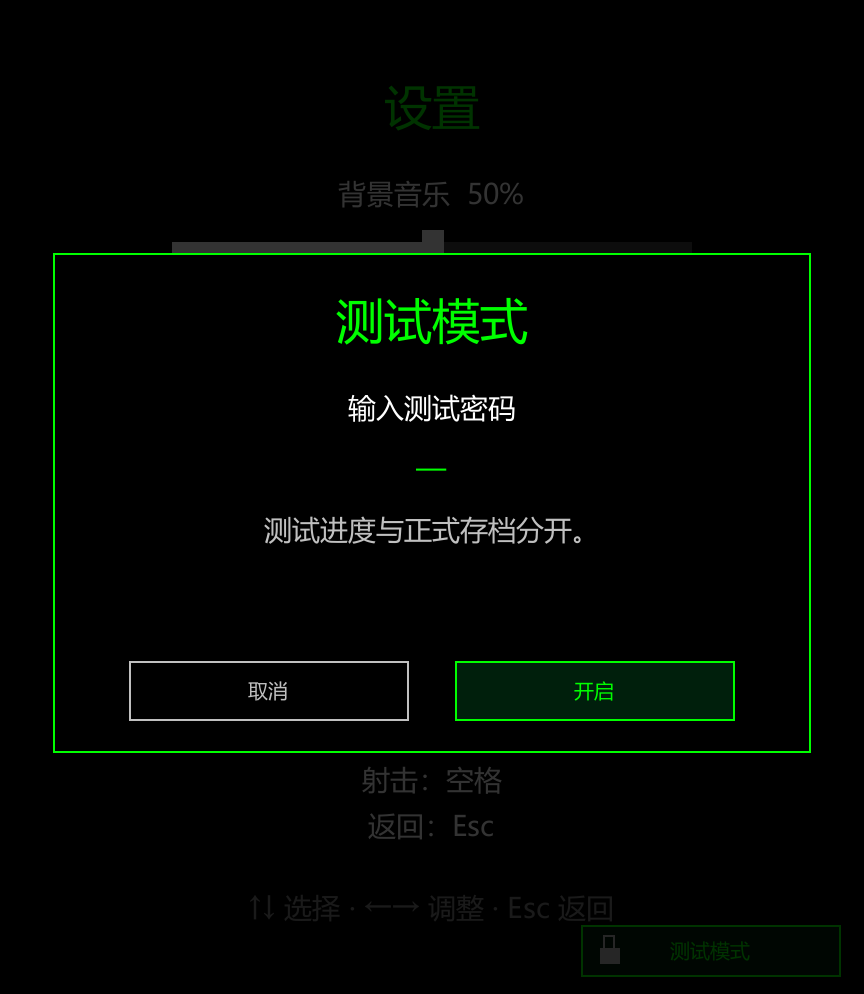 设置
背景音乐 50%
测试模式
输入测试密码
测试进度与正式存档分开。
取消
开启
射击：空格
返回：Esc
↑↓ 选择 · ←→ 调整 · Esc 返回
测试模式